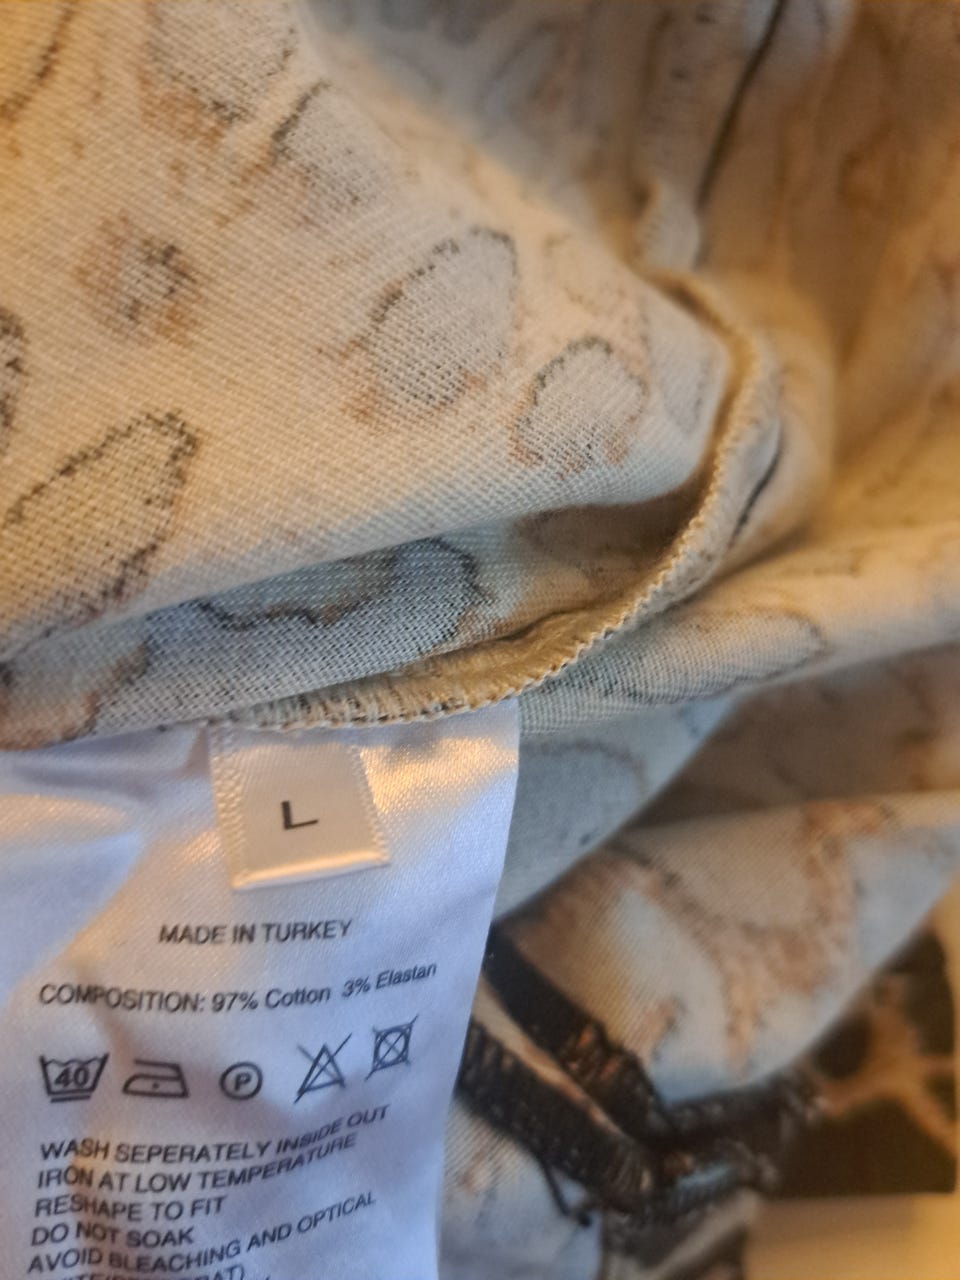 L
MADE IN TURKEY
COMPOSITION: 97% Cotton 3% Elastan
40 P
WASH SEPERATELY INSIDE OUT
IRON AT LOW TEMPERATURE
RESHAPE TO FIT
DO NOT SOAK
AVOID BLEACHING AND OPTICAL